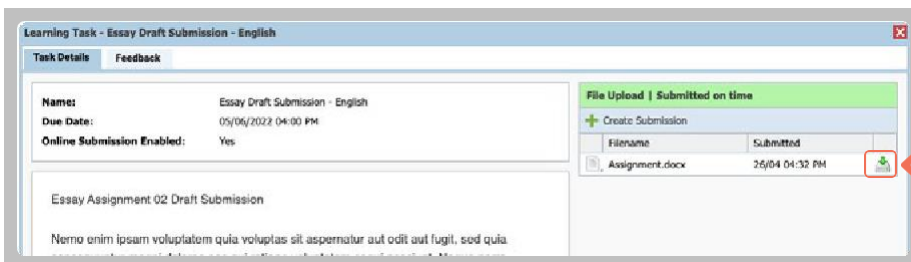 Learning Task - Essay Draft Submission - English
Task Details Feedback
Name: Essay Draft Submission - English
Due Date: 05/06/2022 04:00 PM
Online Submission Enabled: Yes
Essay Assignment 02 Draft Submission
Nemo enim ipsam voluptatem quia voluptas sit aspernatur aut odit aut fugit, sed quia
File Upload | Submitted on time
Create Submission
Filename Submitted
Assignment.docx 26/04 04:32 PM